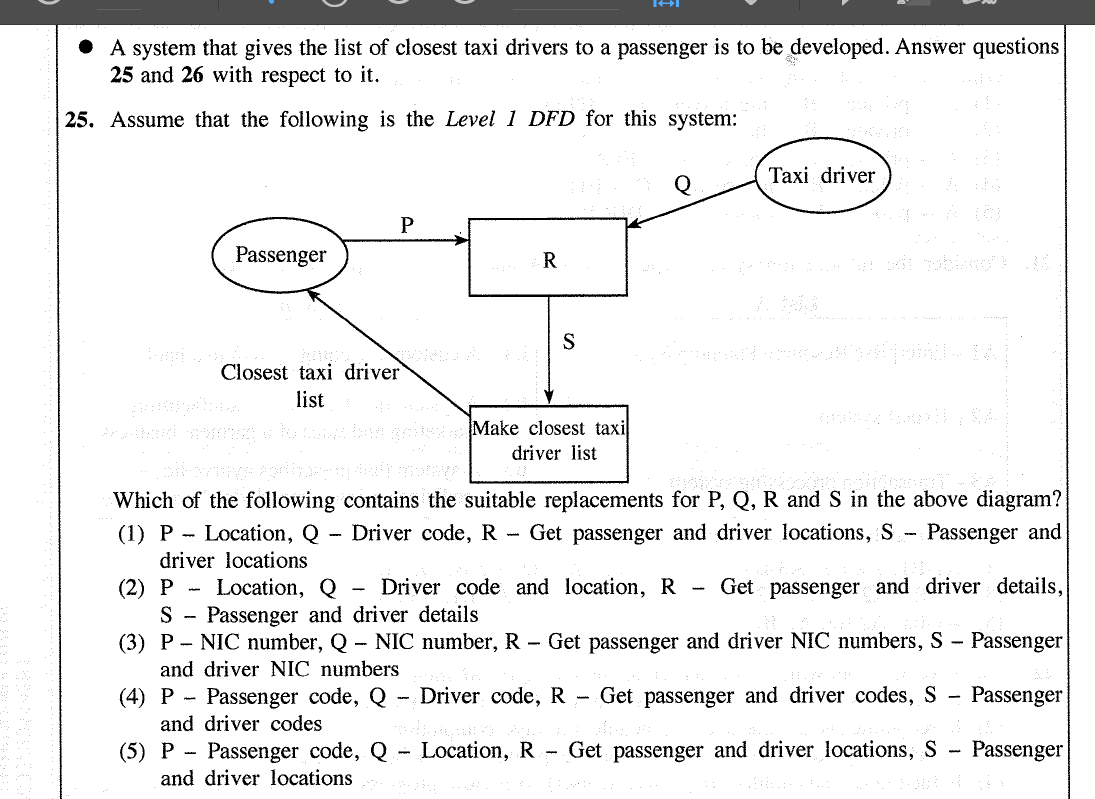 ● A system that gives the list of closest taxi drivers to a passenger is to be developed. Answer questions
25 and 26 with respect to it.
25. Assume that the following is the Level 1 DFD for this system:
Taxi driver
Q
P
Passenger
R
S
Closest taxi driver
list
Make closest taxi
driver list
Which of the following contains the suitable replacements for P, Q, R and S in the above diagram?
(1) P – Location, Q – Driver code, R – Get passenger and driver locations, S – Passenger and
driver locations
(2) P – Location, Q – Driver code and location, R – Get passenger and driver details,
S – Passenger and driver details
(3) P – NIC number, Q – NIC number, R – Get passenger and driver NIC numbers, S – Passenger
and driver NIC numbers
(4) P – Passenger code, Q – Driver code, R – Get passenger and driver codes, S – Passenger
and driver codes
(5) P – Passenger code, Q – Location, R – Get passenger and driver locations, S – Passenger
and driver locations